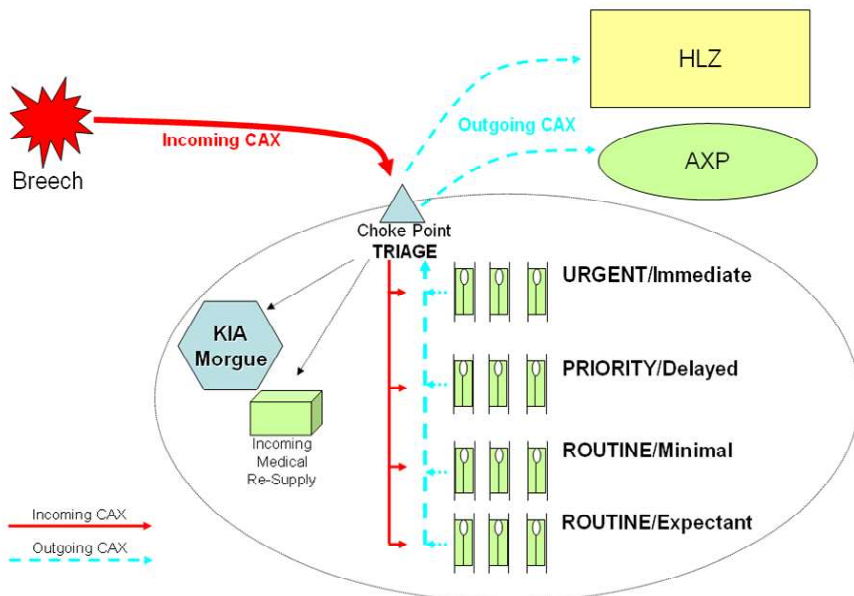 HLZ
Outgoing CAX
Incoming CAX
AXP
Breech
Choke Point
TRIAGE
URGENT/Immediate
KIA
Morgue
PRIORITY/Delayed
Incoming
Medical
Re-Supply
ROUTINE/Minimal
ROUTINE/Expectant
Incoming CAX
Outgoing CAX